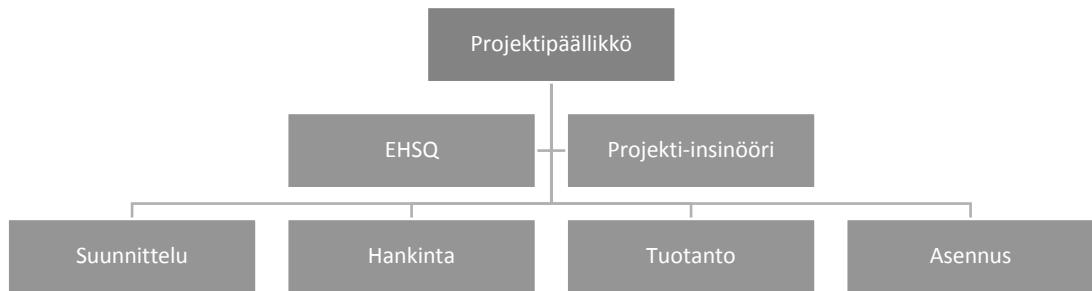 Projektipäällikkö
EHSQ
Projekti-insinööri
Suunnittelu
Hankinta
Tuotanto
Asennus